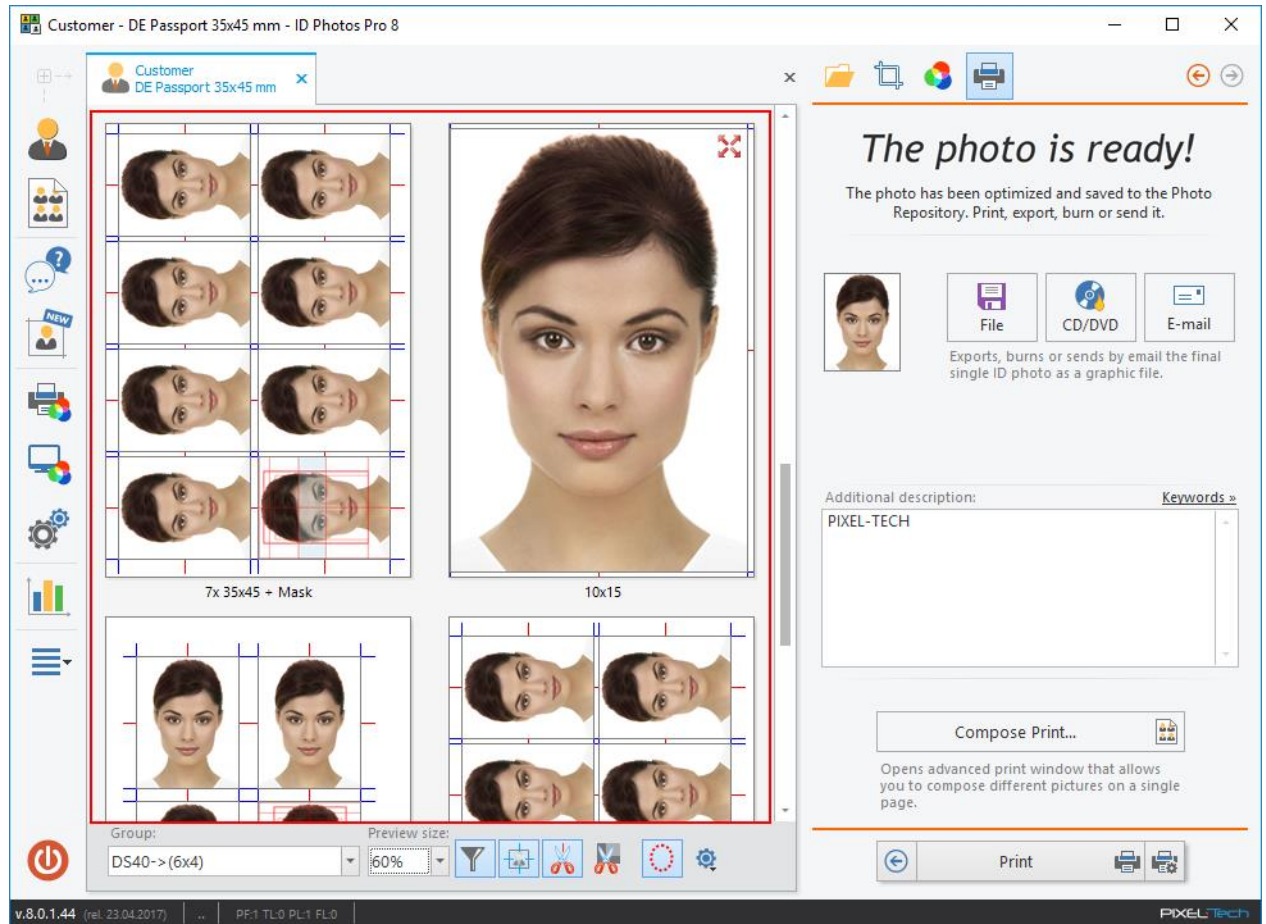 Customer - DE Passport 35x45 mm - ID Photos Pro 8
Customer
DE Passport 35x45 mm
NEW
7x 35x45 + Mask
10x15
Group:
DS40->(6x4)
Preview size:
60%
The photo is ready!
The photo has been optimized and saved to the Photo
Repository. Print, export, burn or send it.
File
CD/DVD
E-mail
Exports, burns or sends by email the final
single ID photo as a graphic file.
Additional description:
Keywords »
PIXEL-TECH
Compose Print...
Opens advanced print window that allows
you to compose different pictures on a single
page.
Print
v.8.0.1.44 (rel. 23.04.2017) .. PF:1 TL:0 PL:1 FL:0
PIXEL Tech